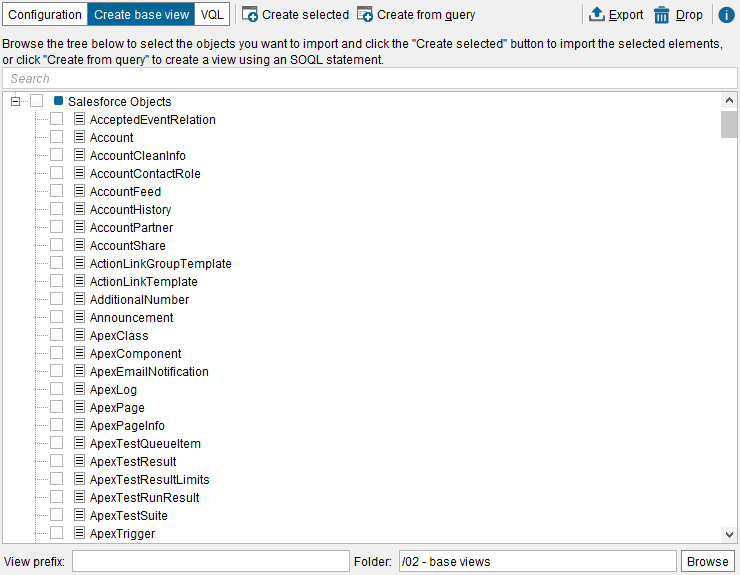 Configuration Create base view VQL Create selected Create from query Export Drop
Browse the tree below to select the objects you want to import and click the "Create selected" button to import the selected elements,
or click "Create from query" to create a view using an SOQL statement.
Search
Salesforce Objects
AcceptedEventRelation
Account
AccountCleanInfo
AccountContactRole
AccountFeed
AccountHistory
AccountPartner
AccountShare
ActionLinkGroupTemplate
ActionLinkTemplate
AdditionalNumber
Announcement
ApexClass
ApexComponent
ApexEmailNotification
ApexLog
ApexPage
ApexPageInfo
ApexTestQueueItem
ApexTestResult
ApexTestResultLimits
ApexTestRunResult
ApexTestSuite
ApexTrigger
View prefix: Folder: /02 - base views Browse